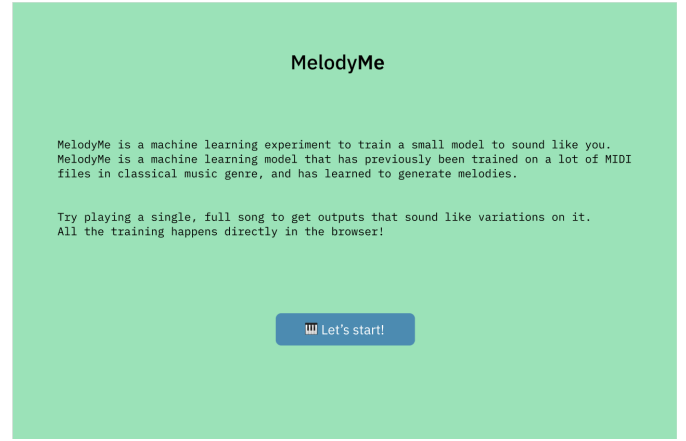 MelodyMe
MelodyMe is a machine learning experiment to train a small model to sound like you.
MelodyMe is a machine learning model that has previously been trained on a lot of MIDI
files in classical music genre, and has learned to generate melodies.
Try playing a single, full song to get outputs that sound like variations on it.
All the training happens directly in the browser!
🎹 Let's start!